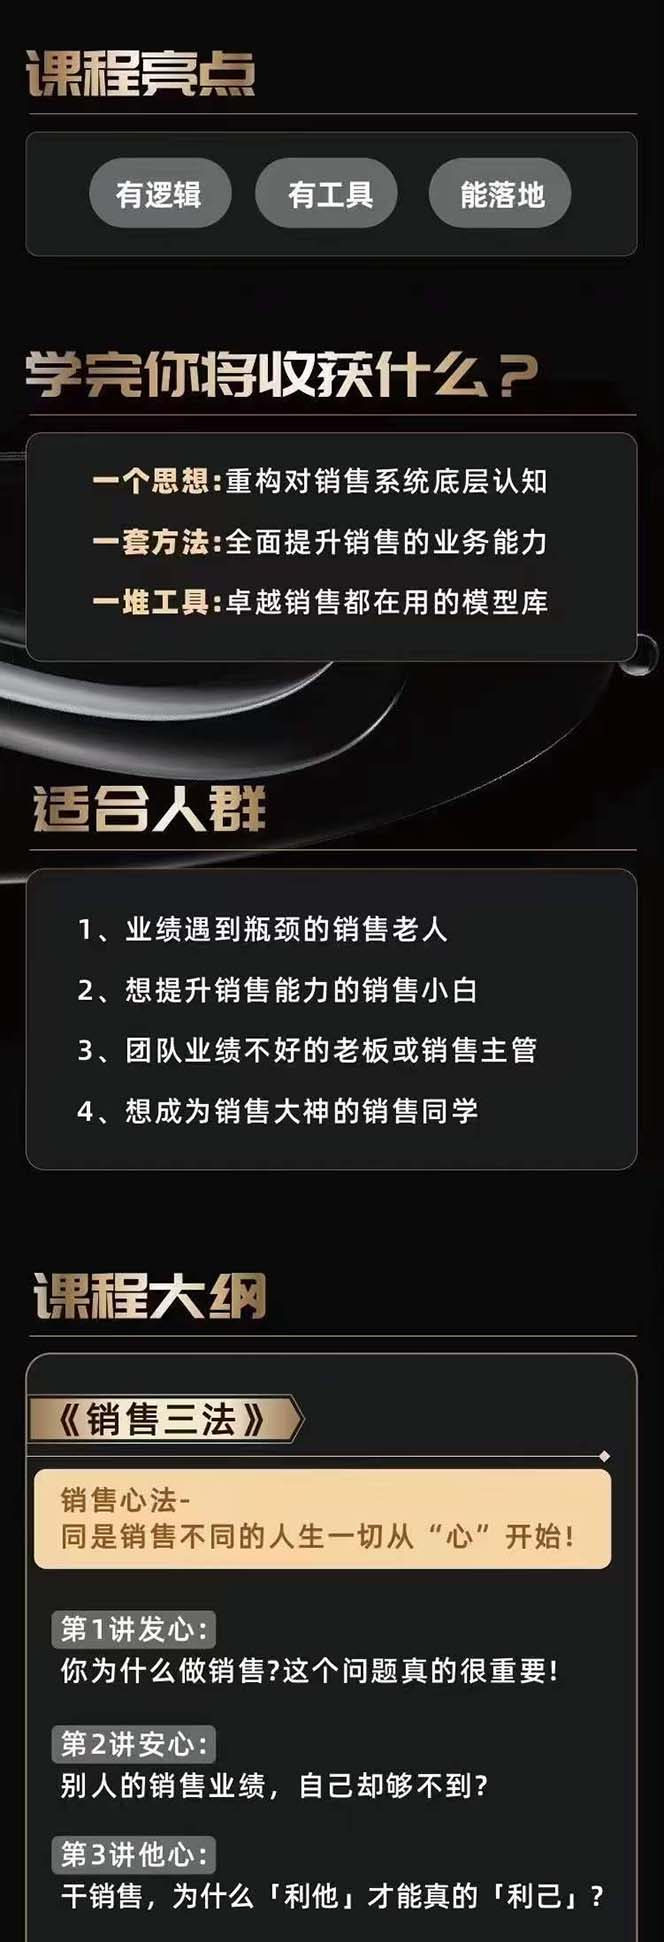 课程亮点
有逻辑 有工具 能落地
学完你将收获什么?
一个思想:重构对销售系统底层认知
一套方法:全面提升销售的业务能力
一堆工具:卓越销售都在用的模型库
适合人群
1、业绩遇到瓶颈的销售老人
2、想提升销售能力的销售小白
3、团队业绩不好的老板或销售主管
4、想成为销售大神的销售同学
课程大纲
《销售三法》
销售心法-
同是销售不同的人生一切从“心”开始!
第1讲发心:
你为什么做销售?这个问题真的很重要!
第2讲安心:
别人的销售业绩，自己却够不到?
第3讲他心:
干销售，为什么「利他」才能真的「利己」?